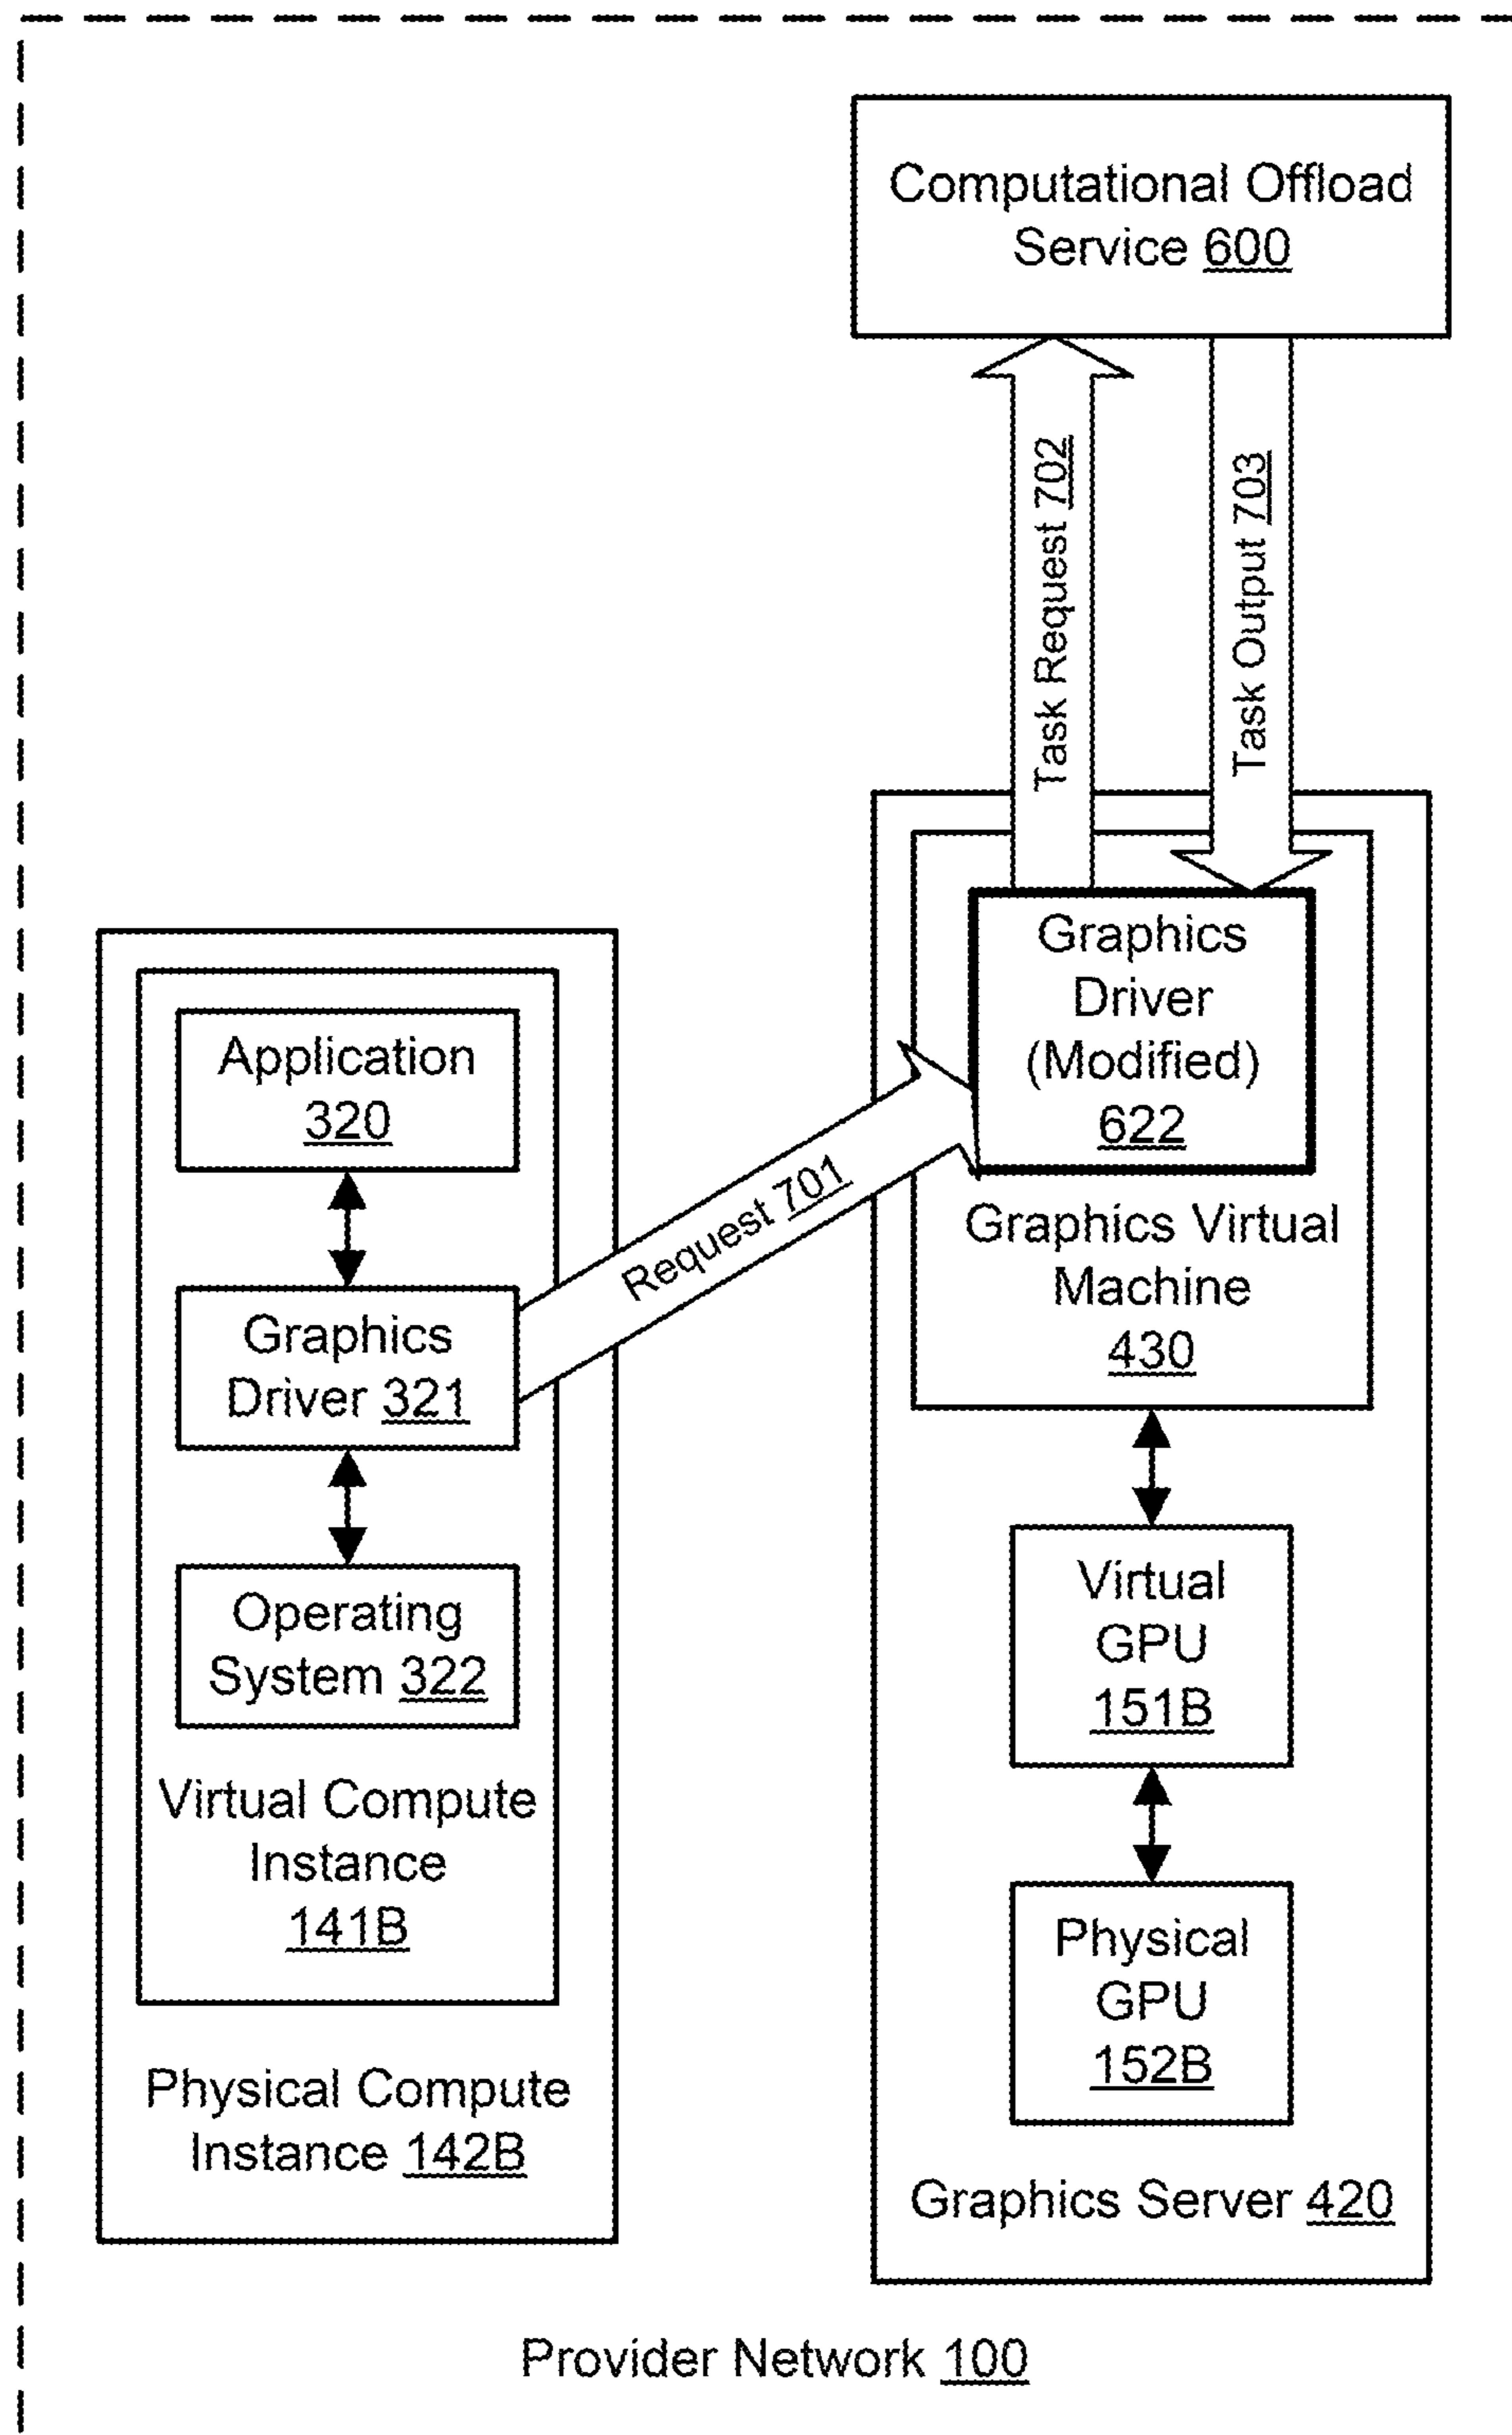 Computational Offload
Service 600
Task Request 702
Task Output 703
Graphics
Driver
(Modified)
622
Graphics Virtual
Machine
430
Request 701
Application
320
Graphics
Driver 321
Operating
System 322
Virtual Compute
Instance
141B
Physical Compute
Instance 142B
Virtual
GPU
151B
Physical
GPU
152B
Graphics Server 420
Provider Network 100